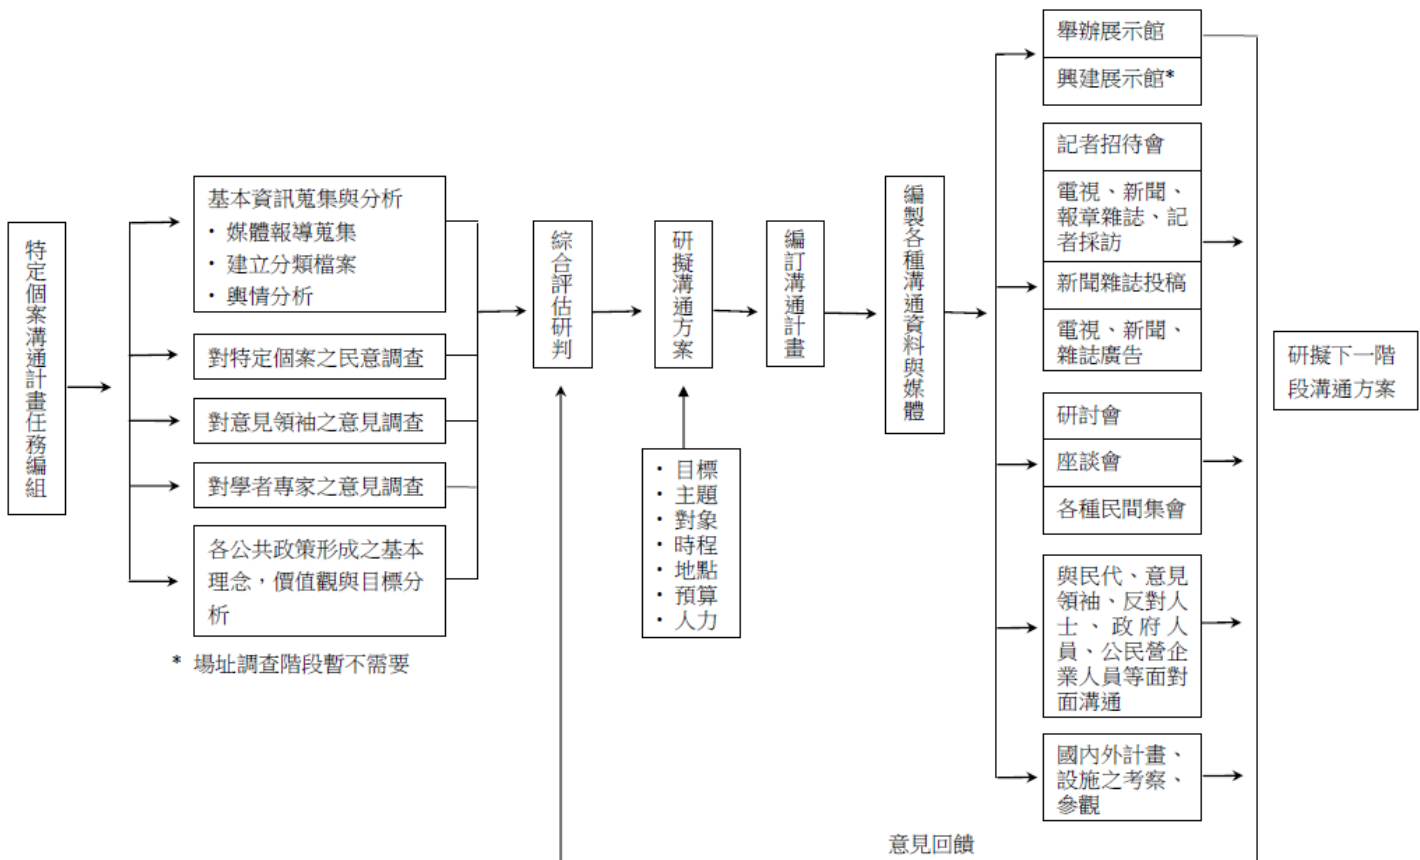 特定個案溝通計畫任務編組
基本資訊蒐集與分析
・媒體報導蒐集
・建立分類檔案
・輿情分析
對特定個案之民意調查
對意見領袖之意見調查
對學者專家之意見調查
各公共政策形成之基本
理念，價值觀與目標分
析
* 場址調查階段暫不需要
綜合評估研判
研擬溝通方案
・目標
・主題
・對象
・時程
・地點
・預算
・人力
編訂溝通計畫
編製各種溝通資料與媒體
舉辦展示館
興建展示館*
記者招待會
電視、新聞、
報章雜誌、記
者採訪
新聞雜誌投稿
電視、新聞、
雜誌廣告
研討會
座談會
各種民間集會
與民代、意見
領袖、反對人
士、政府人
員、公民營企
業人員等面對
面溝通
國內外計畫、
設施之考察、
參觀
研擬下一階
段溝通方案
意見回饋